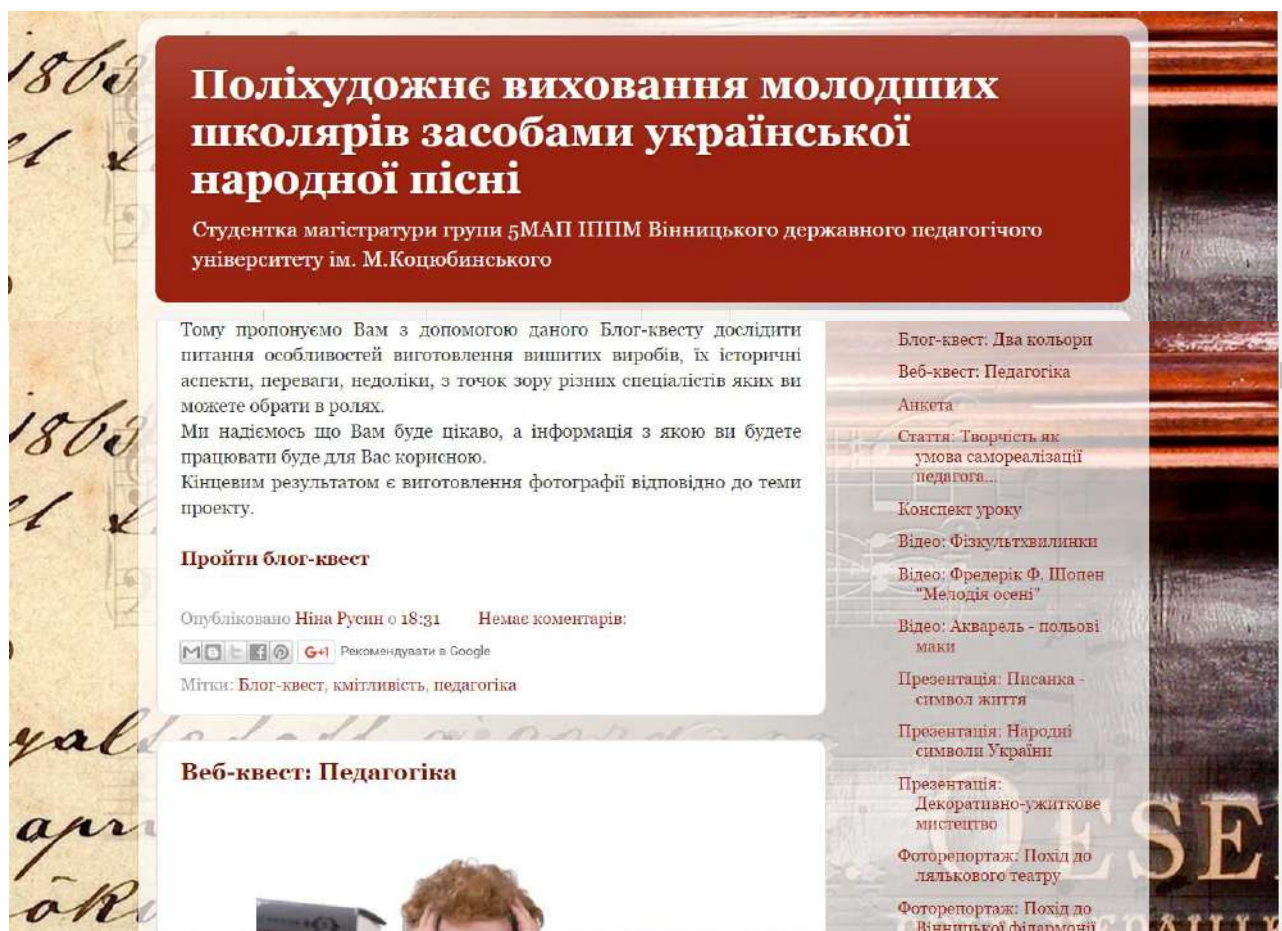 Поліхудожнє виховання молодших
школярів засобами української
народної пісні
Студентка магістратури групи 5МАП ІППМ Вінницького державного педагогічого
університету ім. М.Коцюбинського
Тому пропонуємо Вам з допомогою даного Блог-квесту дослідити
питання особливостей виготовлення вишитих виробів, їх історичні
аспекти, переваги, недоліки, з точок зору різних спеціалістів яких ви
можете обрати в ролях.
Ми надіємось що Вам буде цікаво, а інформація з якою ви будете
працювати буде для Вас корисною.
Кінцевим результатом є виготовлення фотографії відповідно до теми
проекту.
Пройти блог-квест
Опубліковано Ніна Русин о 18:31 Немає коментарів:
G+1 Рекомендувати в Google
Мітки: Блог-квест, кмітливість, педагогіка
Веб-квест: Педагогіка
Блог-квест: Два кольори
Веб-квест: Педагогіка
Анкета
Стаття: Творчість як
умова самореалізації
педагога...
Конспект уроку
Відео: Фізкультхвилинки
Відео: Фредерік Ф. Шопен
"Мелодія осені"
Відео: Акварель - польові
маки
Презентація: Писанка -
символ життя
Презентація: Народні
символи України
Презентація:
Декоративно-ужиткове
мистецтво
Фоторепортаж: Похід до
лялькового театру
Фоторепортаж: Похід до
Вінницької філармонії
1863
1863